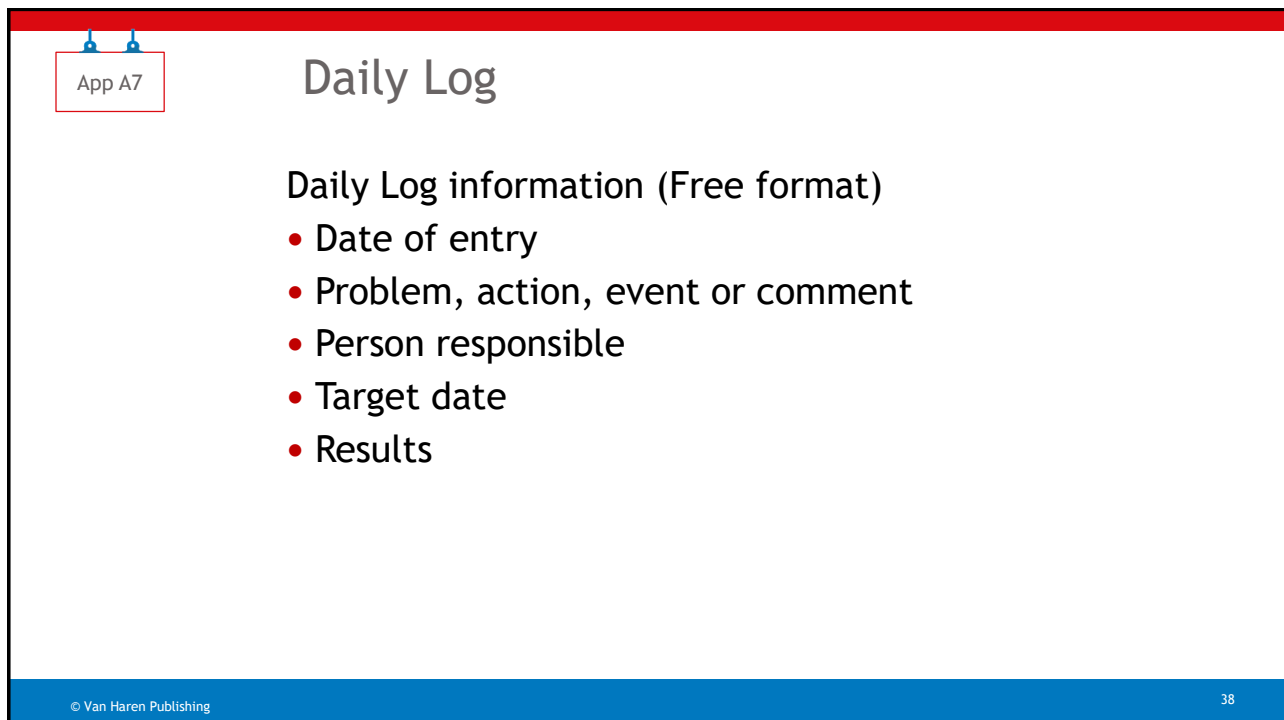 App A7
Daily Log
Daily Log information (Free format)
• Date of entry
• Problem, action, event or comment
• Person responsible
• Target date
• Results
© Van Haren Publishing
38